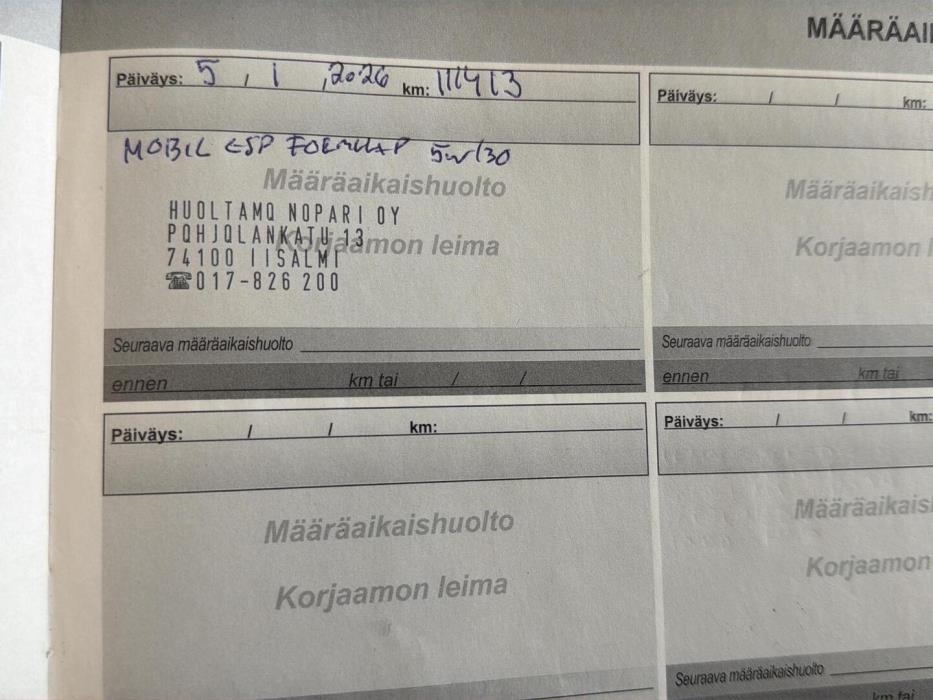 MÄÄRÄAI
Päiväys: 5 / 1 2026 km: 111413
MOBIL ESP FORMULA P 5w/30
Määräaikaishuolto
HUOLTAMO NOPARI OY
POHJOLANKATU 13
Korjaamon leima
74100 IISALMI
☎017-826 200
Seuraava määräaikaishuolto
ennen km tai / /
Päiväys: / / km:
Määräaikaish
Korjaamon l
Seuraava määräaikaishuolto
ennen km tai
Päiväys: / / km:
Määräaikaishuolto
Korjaamon leima
Päiväys: / / km:
Määräaikais
Korjaamon
Seuraava määräaikaishuolto
km tai